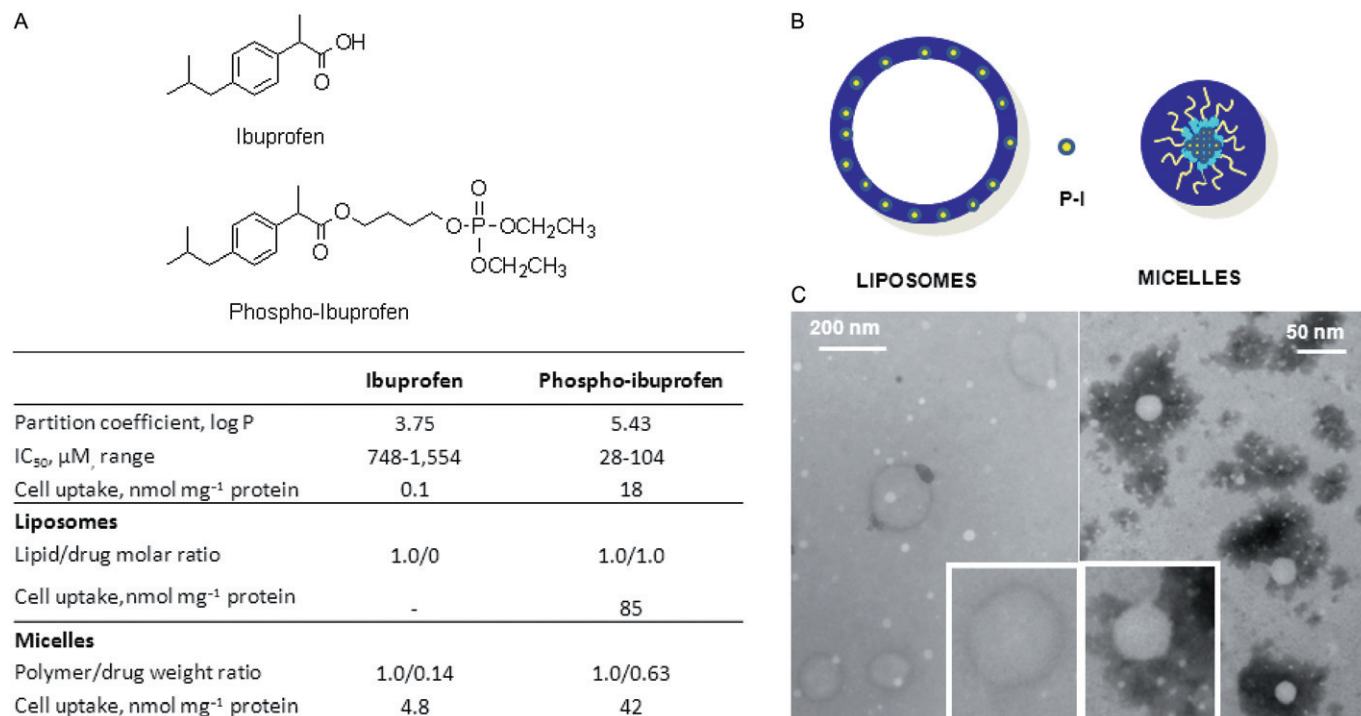 A
OH
O
Ibuprofen
O
O
O
O-P-OCH₂CH₃
OCH₂CH₃
Phospho-Ibuprofen
Ibuprofen Phospho-ibuprofen
Partition coefficient, log P 3.75 5.43
IC₅₀, µM, range 748-1,554 28-104
Cell uptake, nmol mg⁻¹ protein 0.1 18
Liposomes
Lipid/drug molar ratio 1.0/0 1.0/1.0
Cell uptake, nmol mg⁻¹ protein - 85
Micelles
Polymer/drug weight ratio 1.0/0.14 1.0/0.63
Cell uptake, nmol mg⁻¹ protein 4.8 42
B
P-I
LIPOSOMES MICELLES
C
200 nm 50 nm